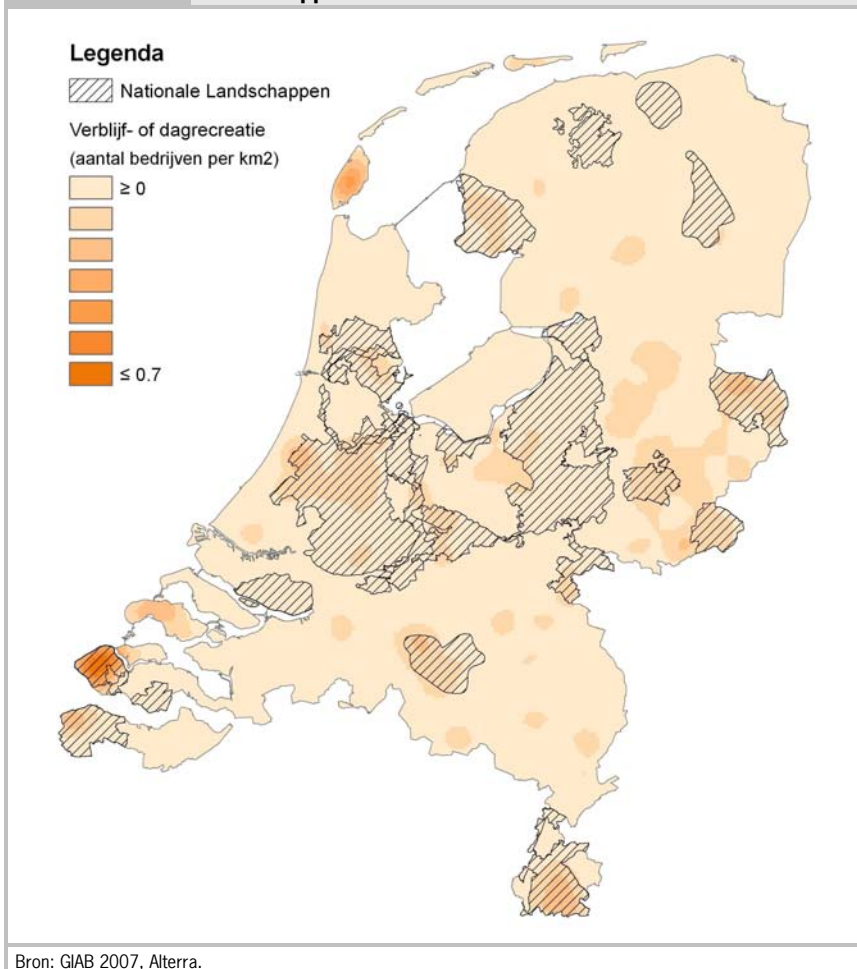 Legenda
Nationale Landschappen
Verblijf- of dagrecreatie
(aantal bedrijven per km2)
≥ 0
≤ 0.7
Bron: GIAB 2007, Alterra.